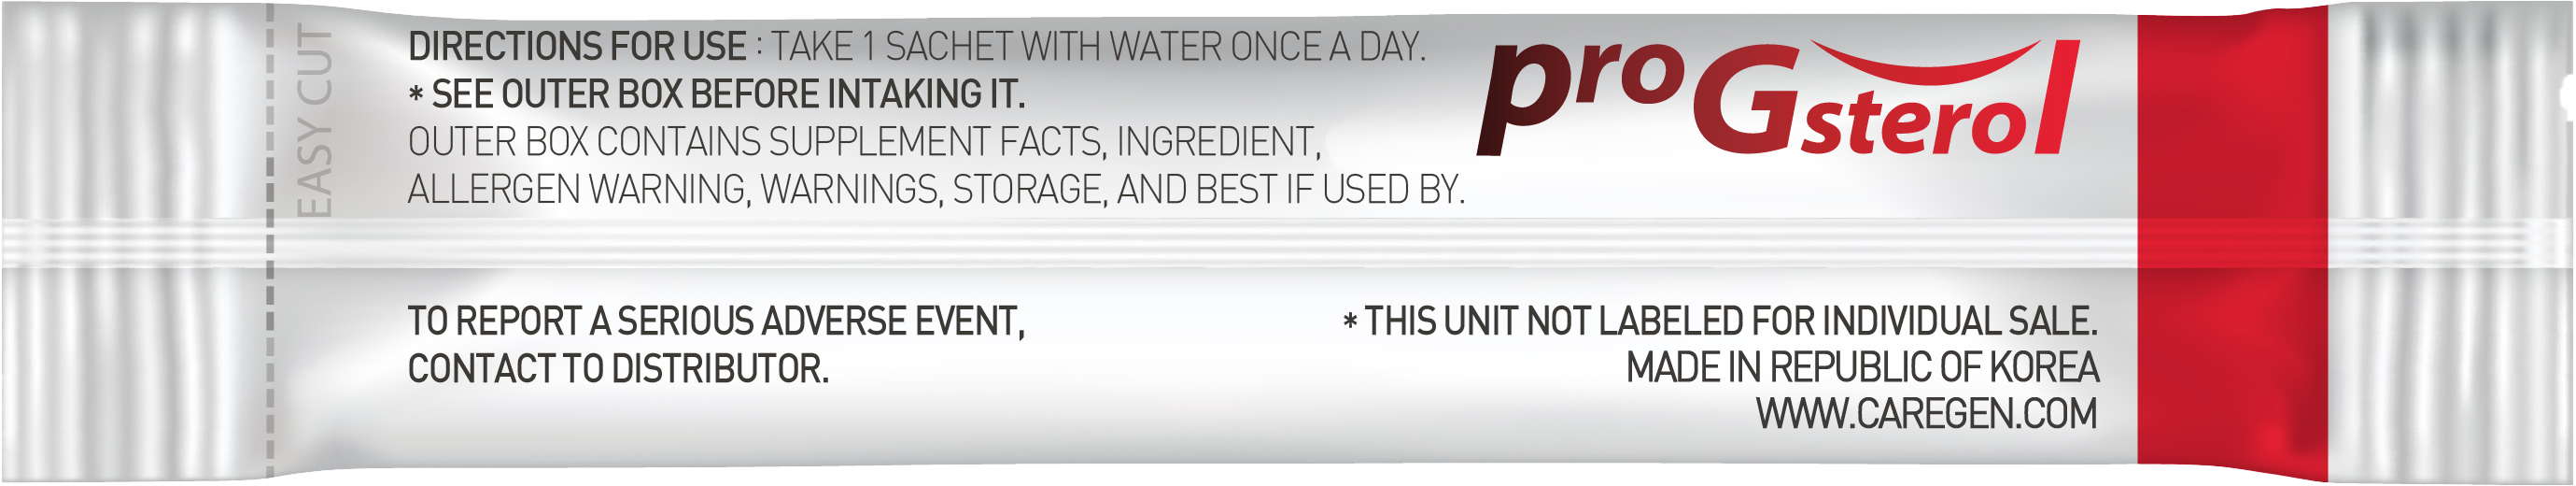 EASY CUT
DIRECTIONS FOR USE : TAKE 1 SACHET WITH WATER ONCE A DAY.
* SEE OUTER BOX BEFORE INTAKING IT.
OUTER BOX CONTAINS SUPPLEMENT FACTS, INGREDIENT,
ALLERGEN WARNING, WARNINGS, STORAGE, AND BEST IF USED BY.
proGsterol
TO REPORT A SERIOUS ADVERSE EVENT,
CONTACT TO DISTRIBUTOR.
* THIS UNIT NOT LABELED FOR INDIVIDUAL SALE.
MADE IN REPUBLIC OF KOREA
WWW.CAREGEN.COM